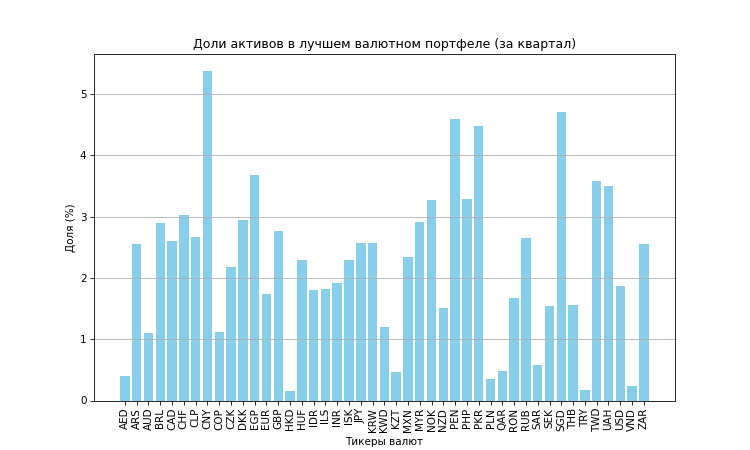 Доли активов в лучшем валютном портфеле (за квартал)
Доля (%)
5
4
3
2
1
0
AED ARS AUD BRL CAD CHF CLP CNY COP CZK DKK EGP EUR GBP HKD HUF IDR ILS INR ISK JPY KRW KWD KZT MXN MYR NOK NZD PEN PHP PKR PLN QAR RON RUB SAR SEK SGD THB TRY TWD UAH USD VND ZAR
Тикеры валют